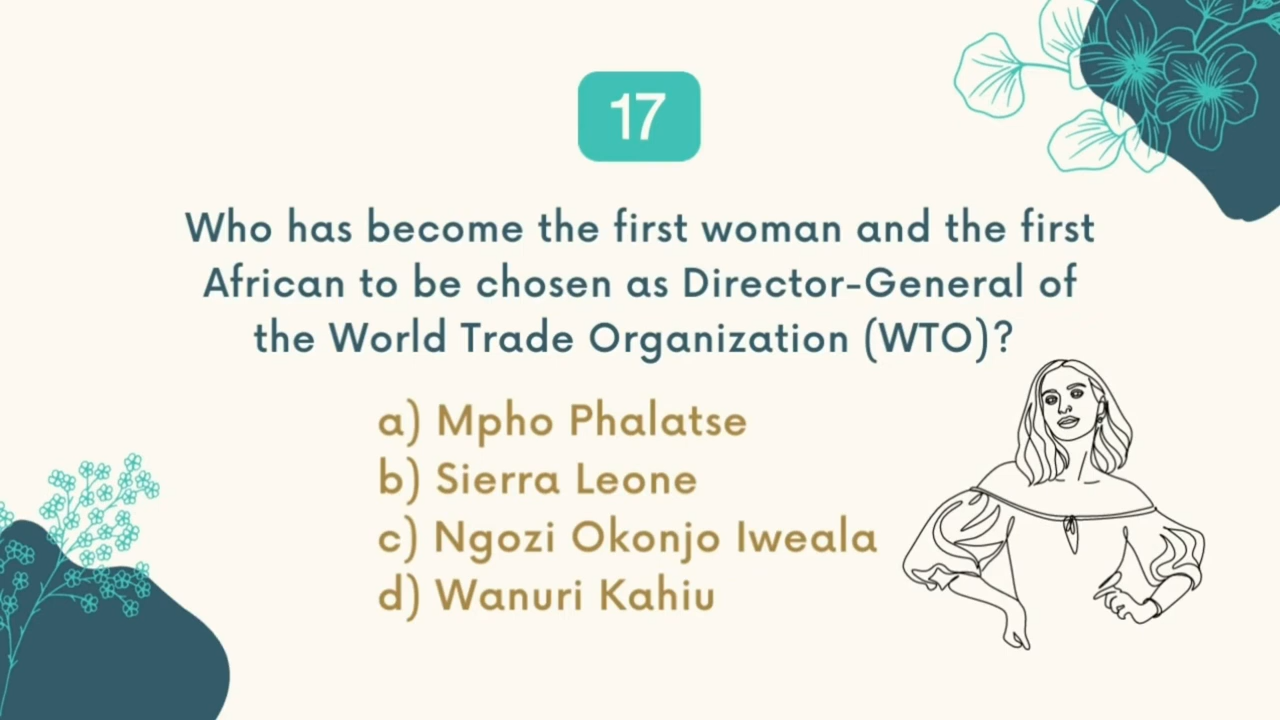 17
Who has become the first woman and the first
African to be chosen as Director-General of
the World Trade Organization (WTO)?
a) Mpho Phalatse
b) Sierra Leone
c) Ngozi Okonjo Iweala
d) Wanuri Kahiu